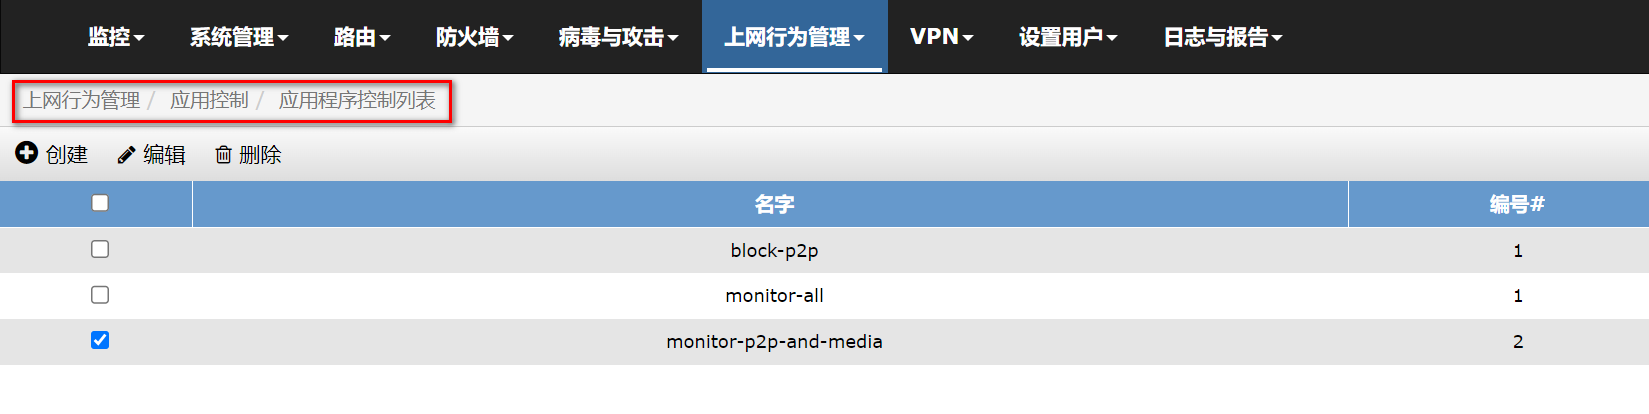 监控 系统管理 路由 防火墙 病毒与攻击 上网行为管理 VPN 设置用户 日志与报告
上网行为管理 / 应用控制 / 应用程序控制列表
创建 编辑 删除
名字 编号#
block-p2p 1
monitor-all 1
monitor-p2p-and-media 2